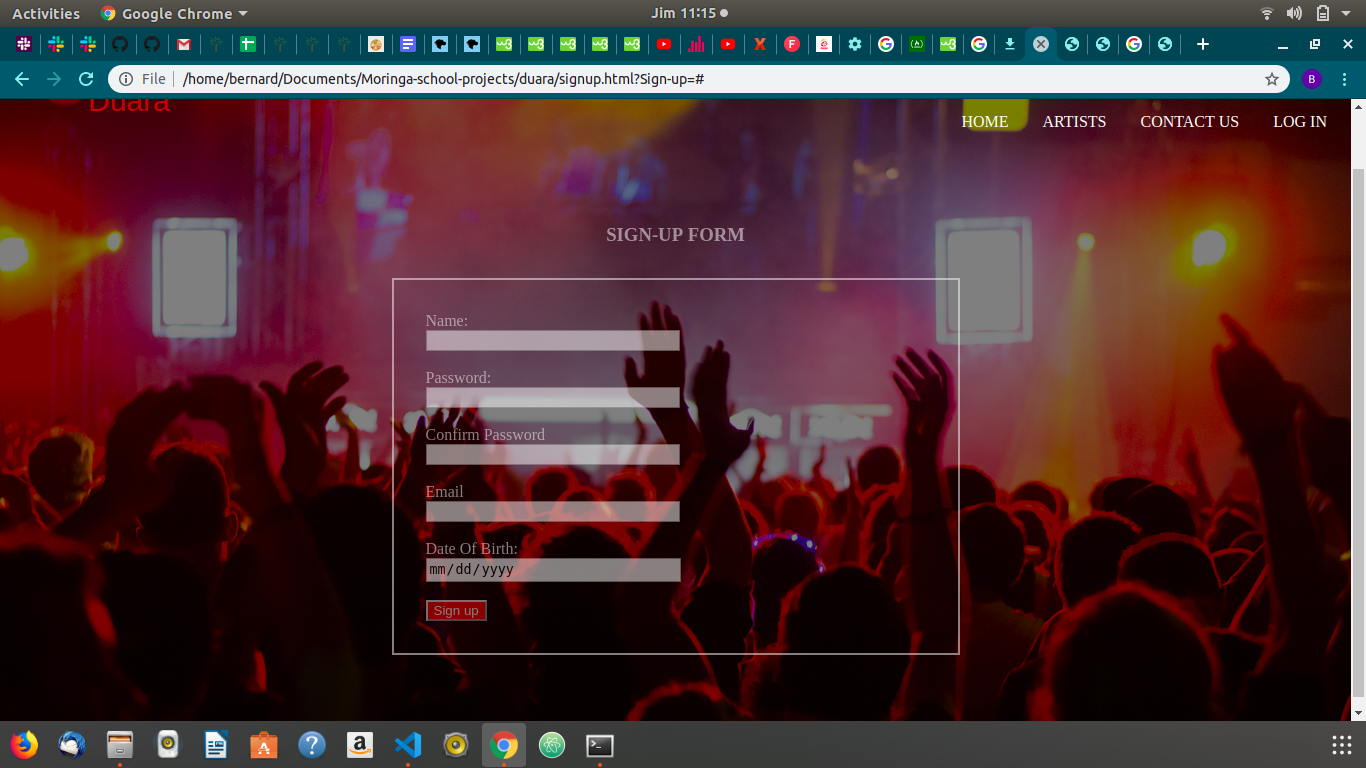 Activities Google Chrome Jim 11:15
File /home/bernard/Documents/Moringa-school-projects/duara/signup.html?Sign-up=# B
Duara
HOME ARTISTS CONTACT US LOG IN
SIGN-UP FORM
Name:
Password:
Confirm Password
Email
Date Of Birth:
mm/dd/yyyy
Sign up